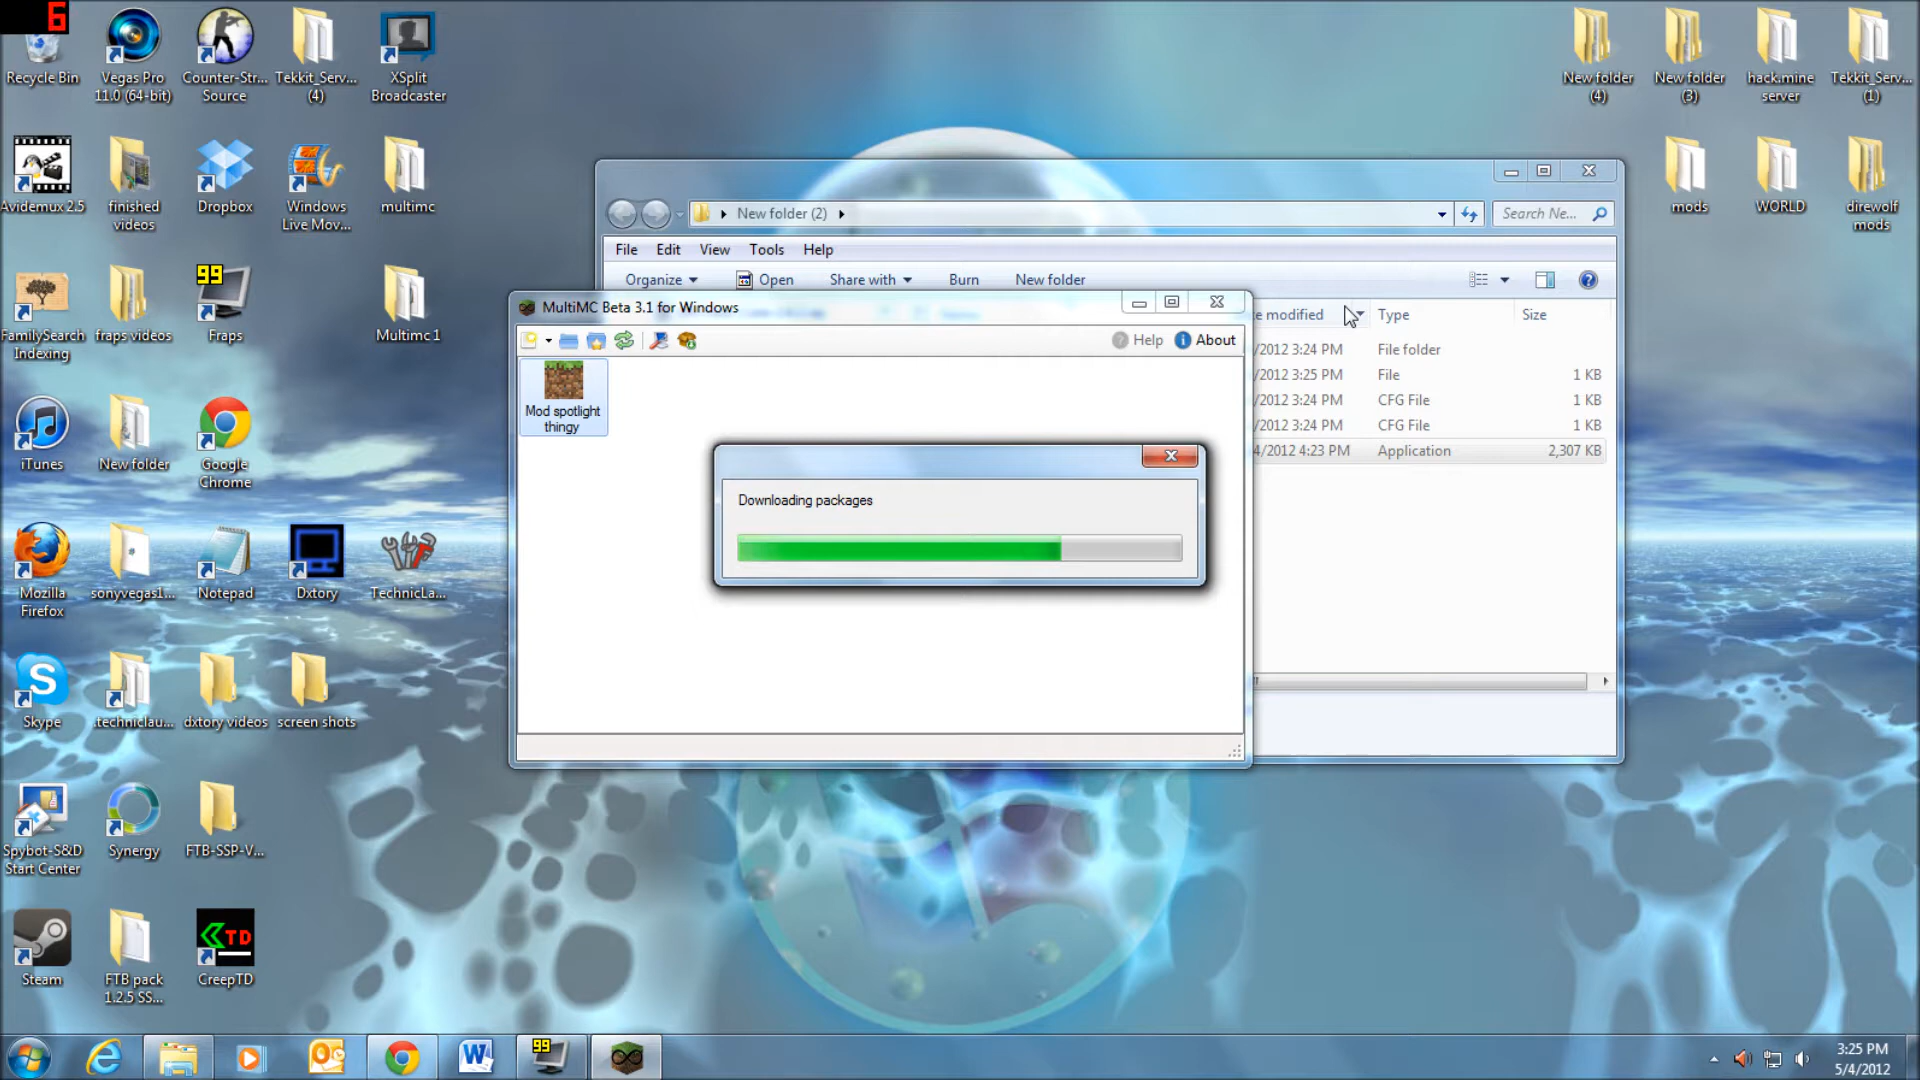 6
Recycle Bin
Vegas Pro
11.0 (64-bit)
Counter-Str...
Source
Tekkit_Serv...
(4)
XSplit
Broadcaster
New folder
(4)
New folder
(3)
hack.mine
server
Tekkit_Serv...
(1)
Avidemux 2.5
finished
videos
Dropbox
Windows
Live Mov...
multimc
mods
WORLD
direwolf
mods
FamilySearch
Indexing
fraps videos
99
Fraps
Multimc 1
iTunes
New folder
Google
Chrome
Mozilla
Firefox
sonyvegas1...
Notepad
Dxtory
TechnicLa...
Skype
.techniclau...
dxtory videos
screen shots
Spybot-S&D
Start Center
Synergy
FTB-SSP-V...
Steam
FTB pack
1.2.5 SS...
TD
CreepTD
New folder (2)
Search Ne...
File Edit View Tools Help
Organize Open Share with Burn New folder
e modified Type Size
/2012 3:24 PM File folder
/2012 3:25 PM File 1 KB
/2012 3:24 PM CFG File 1 KB
/2012 3:24 PM CFG File 1 KB
4/2012 4:23 PM Application 2,307 KB
MultiMC Beta 3.1 for Windows
Help About
Mod spotlight
thingy
Downloading packages
99
3:25 PM
5/4/2012